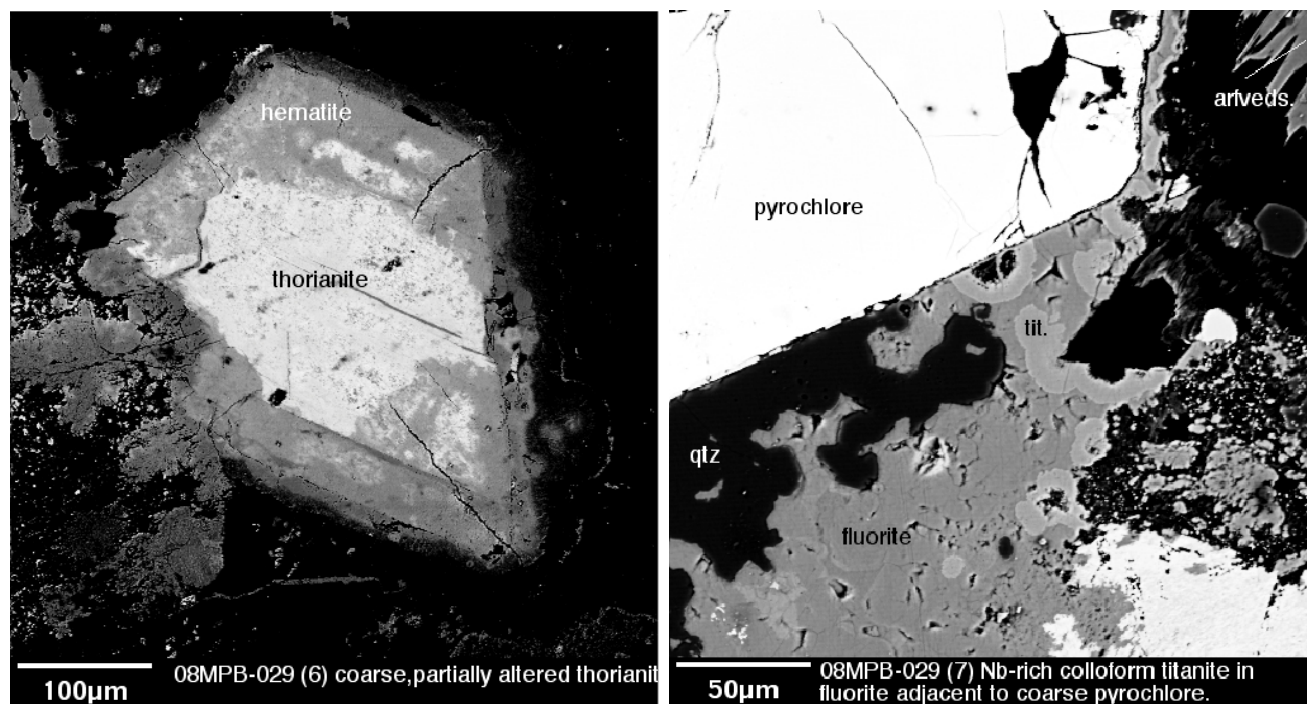 hematite
thorianite
100µm
08MPB-029 (6) coarse,partially altered thorianit
arfveds.
pyrochlore
tit.
qtz
fluorite
50µm
08MPB-029 (7) Nb-rich colloform titanite in
fluorite adjacent to coarse pyrochlore.